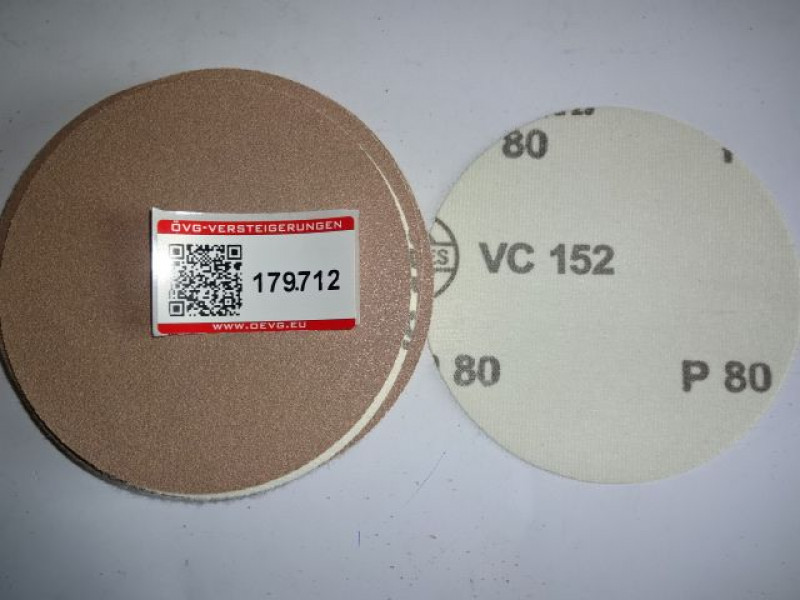 ÖVG-VERSTEIGERUNGEN
179.712
WWW.OEVG.EU
80
VC 152
80
P 80